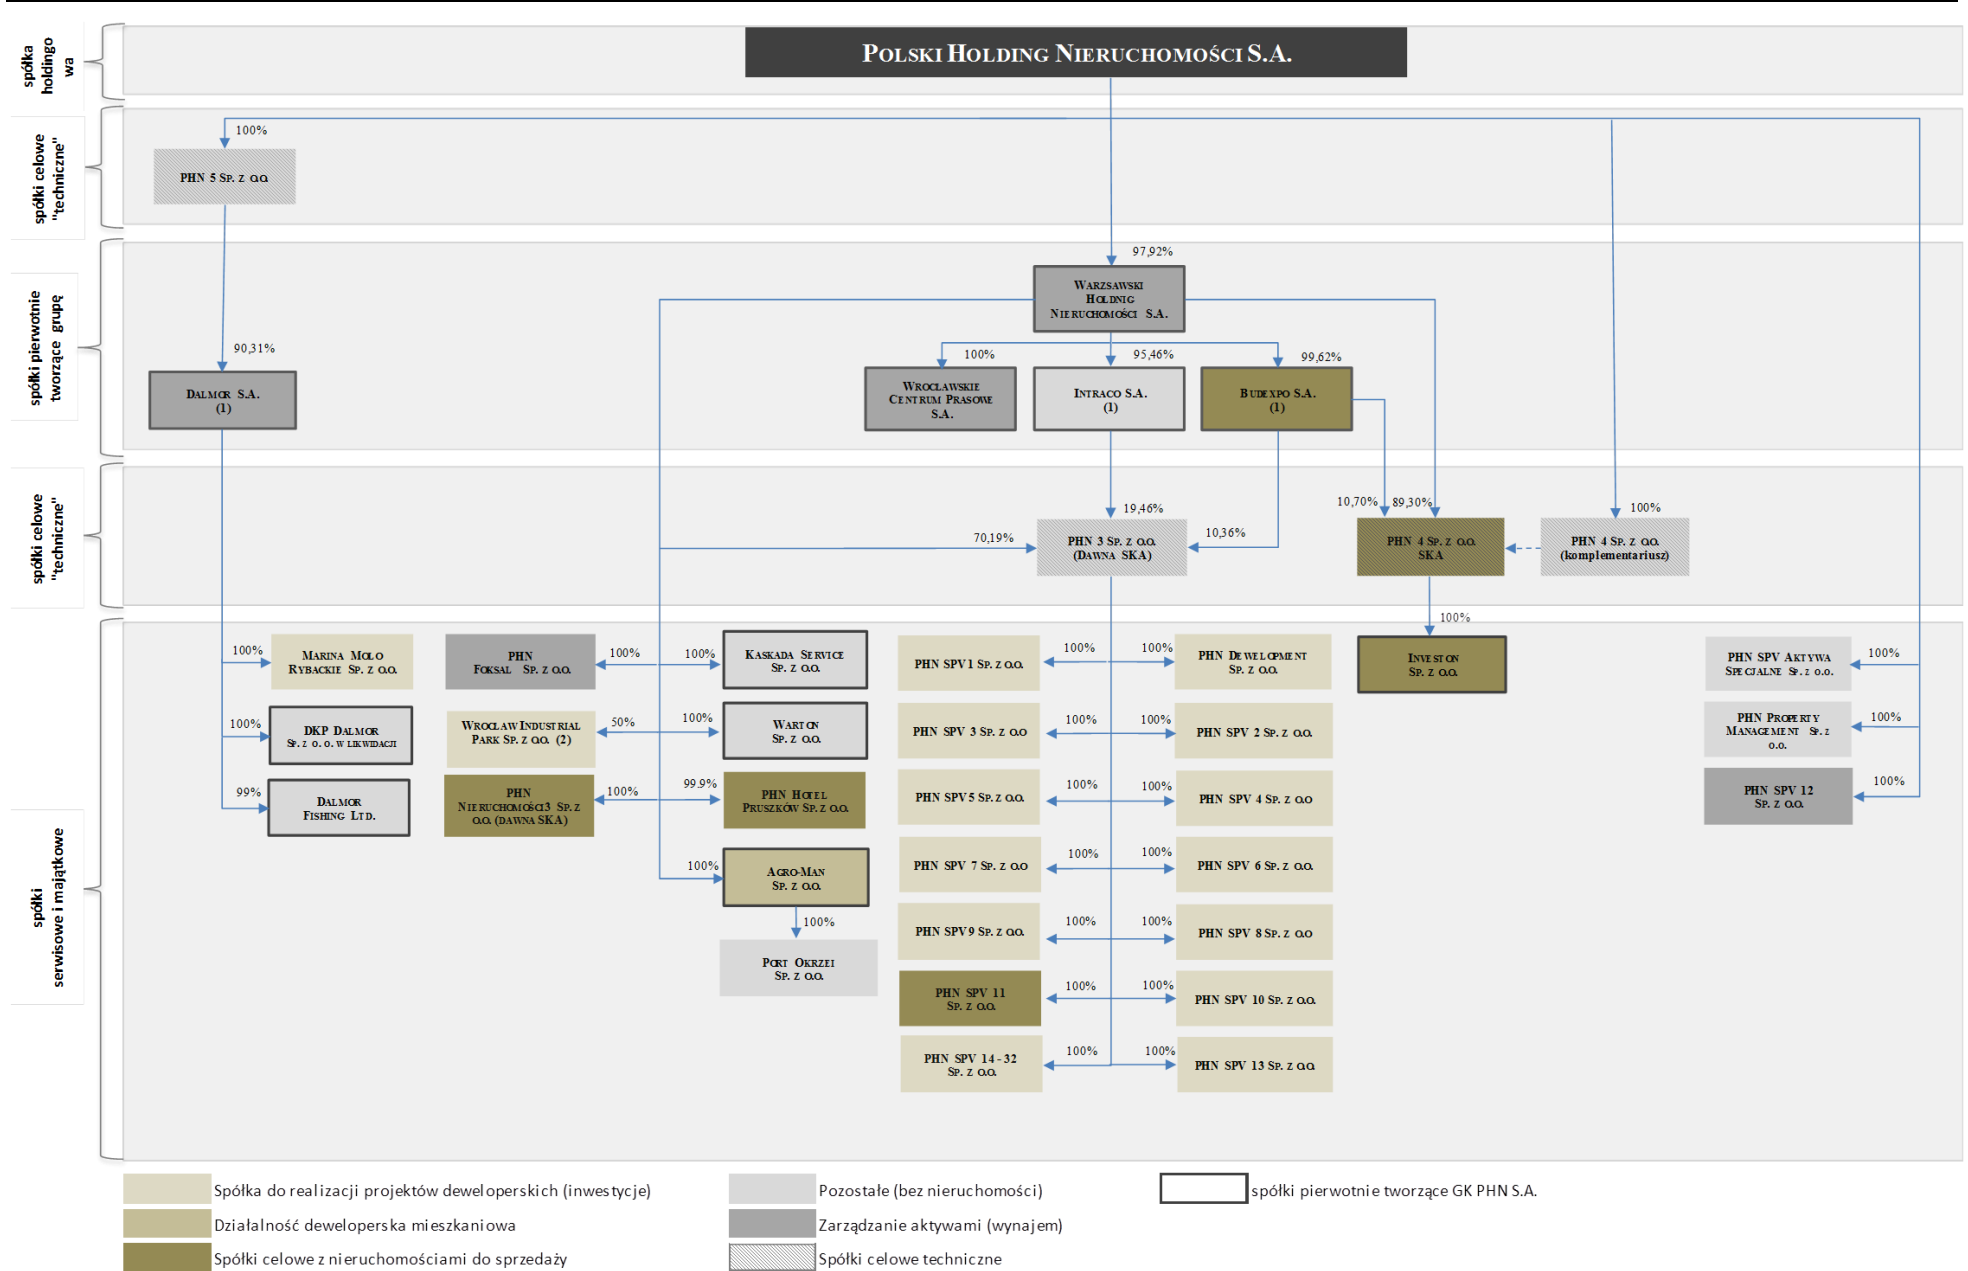 POLSKI HOLDING NIERUCHOMOŚCI S.A.
spółka
holdingo
wa
spółki celowe
"techniczne"
100%
PHN 5 SP. Z O.O.
spółki pierwotnie
tworzące grupę
97,92%
WARZSAWSKI
HOLDNIG
NIERUCHOMOŚCI S.A.
90,31%
100%
95,46%
99,62%
DALMOR S.A.
(1)
WROCŁAWSKIE
CENTRUM PRASOWE
S.A.
INTRACO S.A.
(1)
BUDEXPO S.A.
(1)
spółki celowe
"techniczne"
19,46%
10,70%
89,30%
100%
70,19%
10,36%
PHN 3 SP. Z O.O.
(DAWNA SKA)
PHN 4 SP. Z O.O.
SKA
PHN 4 SP. Z O.O.
(komplementariusz)
100%
spółki
serwisowe i majątkowe
100%
MARINA MOLO
RYBACKIE SP. Z O.O.
PHN
FOKSAL SP. Z O.O.
100%
100%
KASKADA SERVICE
SP. Z O.O.
PHN SPV 1 SP. Z O.O.
100%
100%
PHN DEWELOPMENT
SP. Z O.O.
INVESTON
SP. Z O.O.
PHN SPV AKTYWA
SPECJALNE SP. Z O.O.
100%
100%
DKP DALMOR
SP. Z O. O. W LIKWIDACJI
WROCLAW INDUSTRIAL
PARK SP. Z O.O. (2)
50%
100%
WARTON
SP. Z O.O.
PHN SPV 3 SP. Z O.O
100%
100%
PHN SPV 2 SP. Z O.O.
PHN PROPERTY
MANAGEMENT SP. Z
O.O.
100%
99%
DALMOR
FISHING LTD.
PHN
NIERUCHOMOŚCI 3 SP. Z
O.O. (DAWNA SKA)
100%
99.9%
PHN HOTEL
PRUSZKÓW SP. Z O.O.
PHN SPV 5 SP. Z O.O.
100%
100%
PHN SPV 4 SP. Z O.O
PHN SPV 12
SP. Z O.O.
100%
100%
AGRO-MAN
SP. Z O.O.
PHN SPV 7 SP. Z O.O
100%
100%
PHN SPV 6 SP. Z O.O.
100%
PORT OKRZEI
SP. Z O.O.
PHN SPV 9 SP. Z O.O.
100%
100%
PHN SPV 8 SP. Z O.O
PHN SPV 11
SP. Z O.O.
100%
100%
PHN SPV 10 SP. Z O.O.
PHN SPV 14 - 32
SP. Z O.O.
100%
100%
PHN SPV 13 SP. Z O.O.
Spółka do realizacji projektów deweloperskich (inwestycje)
Pozostałe (bez nieruchomości)
spółki pierwotnie tworzące GK PHN S.A.
Działalność deweloperska mieszkaniowa
Zarządzanie aktywami (wynajem)
Spółki celowe z nieruchomościami do sprzedaży
Spółki celowe techniczne